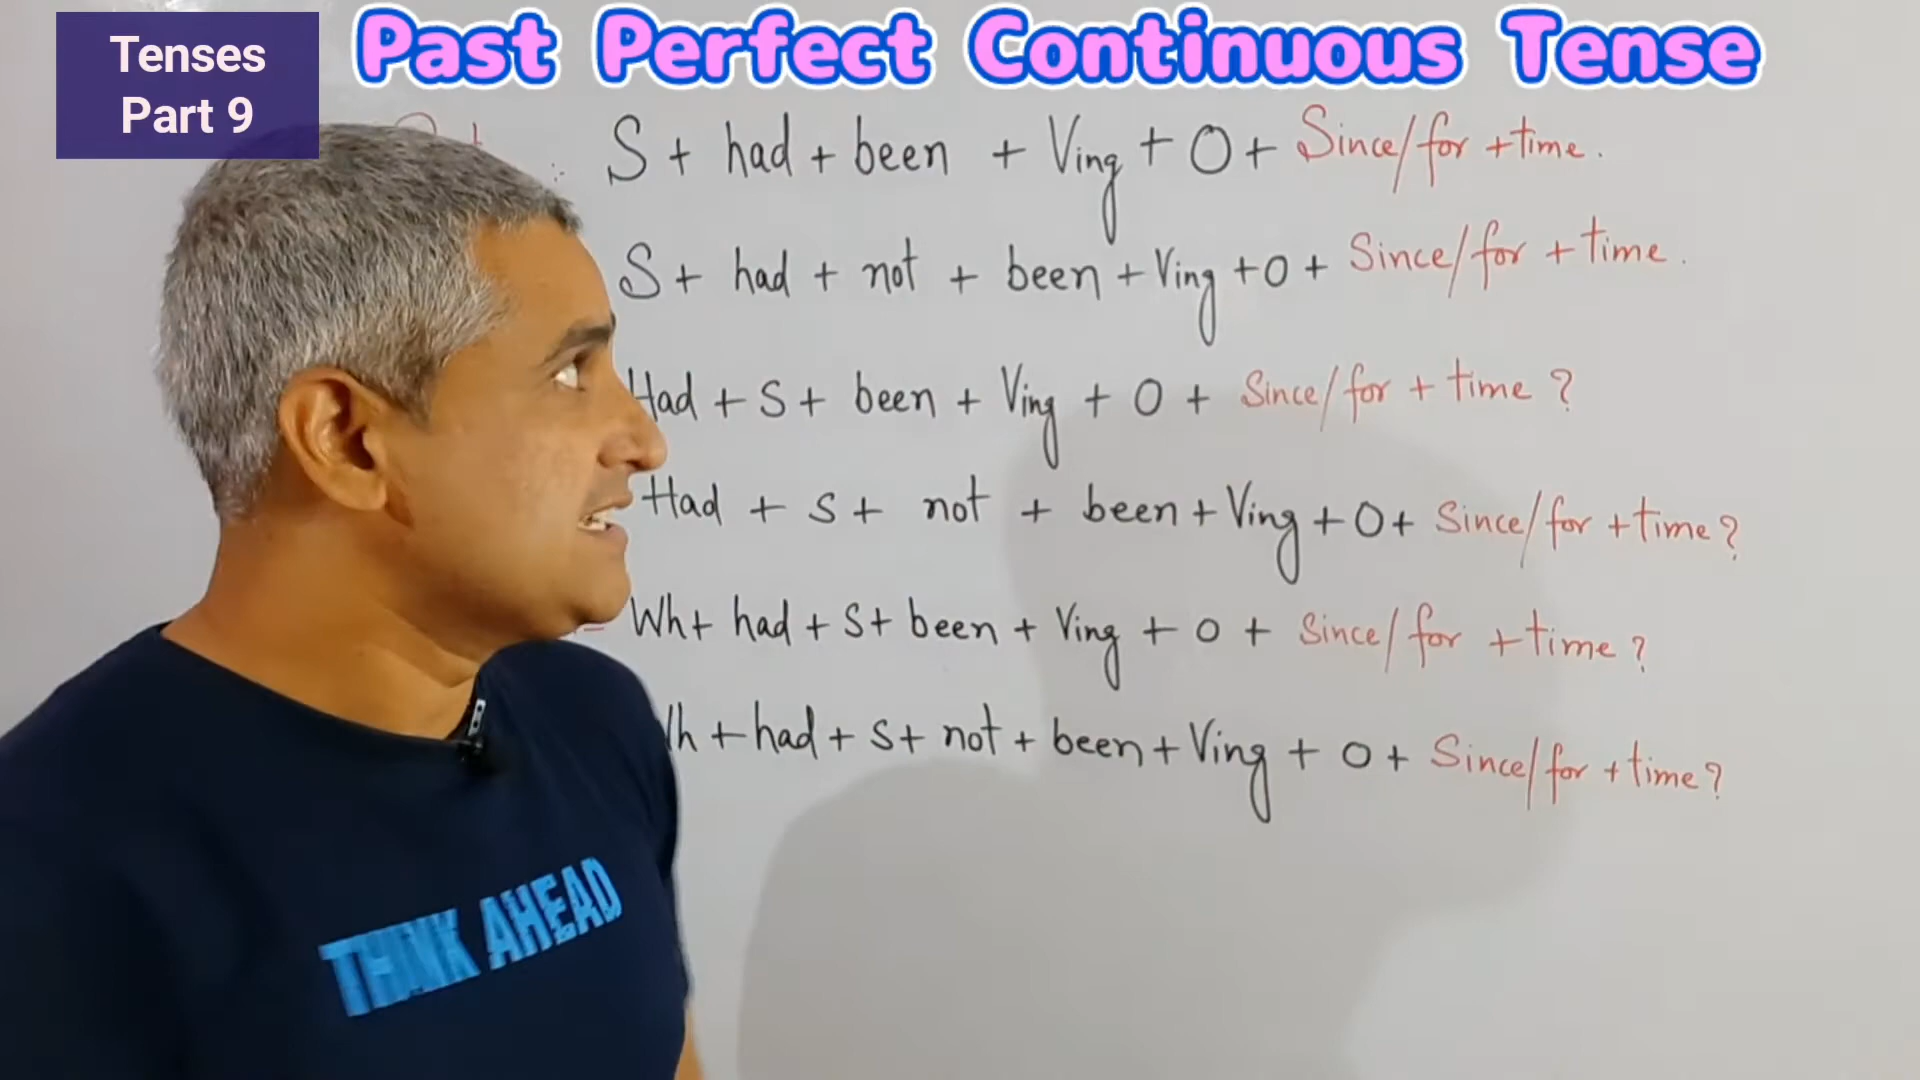 Tenses
Part 9
Past Perfect Continuous Tense
S + had + been + Ving + O + Since/for + time.
S + had + not + been + Ving + O + Since/for + time.
Had + S + been + Ving + O + Since/for + time ?
Had + S + not + been + Ving + O + Since/for + time ?
Wh + had + S + been + Ving + O + Since/for + time ?
Wh + had + S + not + been + Ving + O + Since/for + time ?
THINK AHEAD